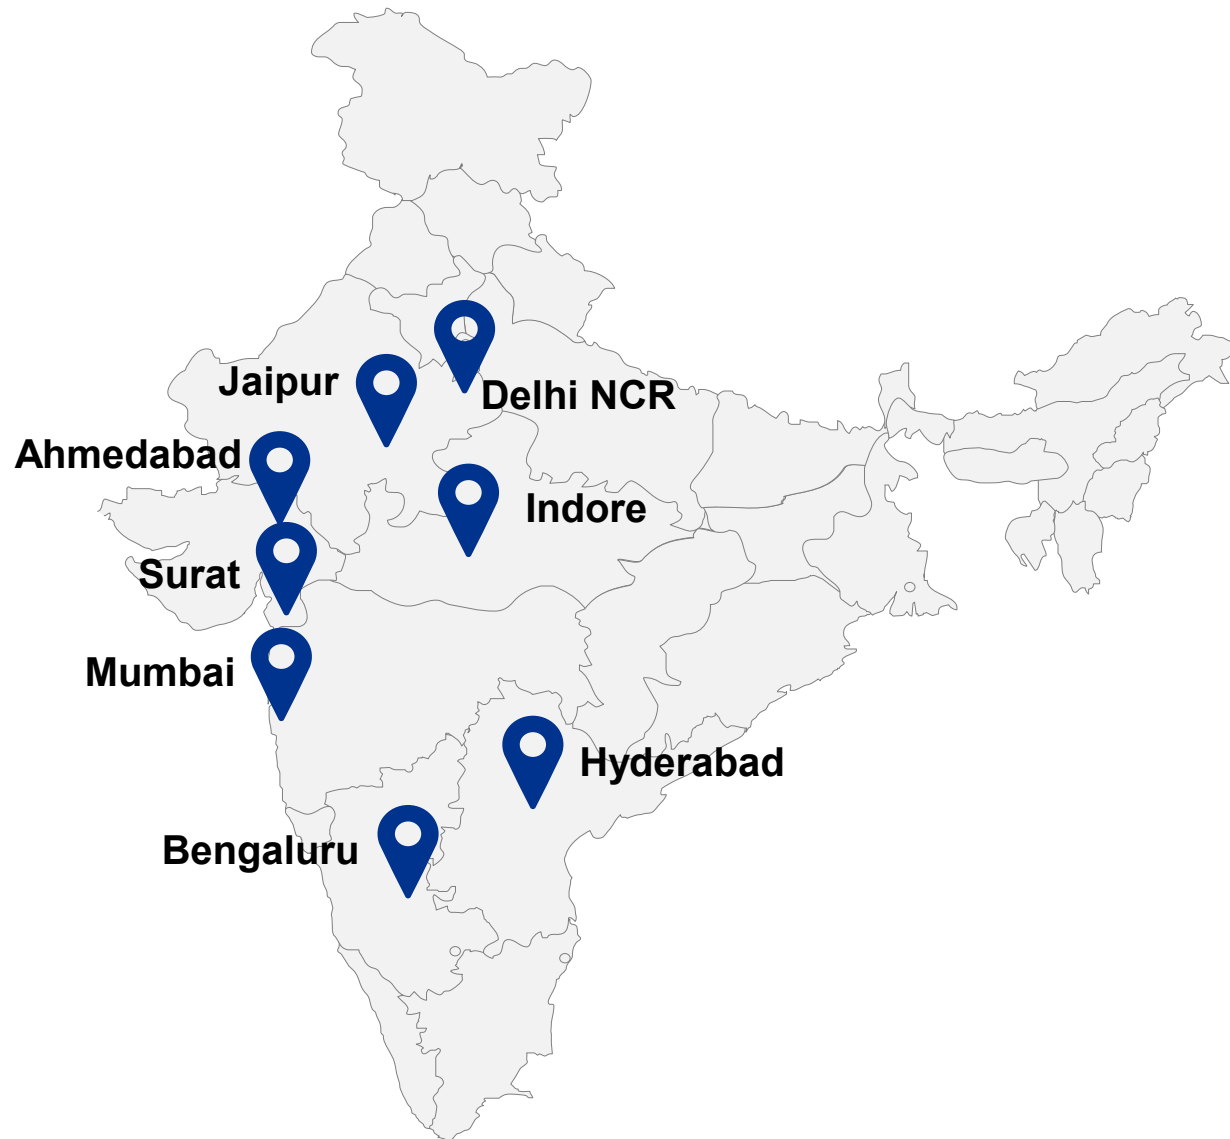 Jaipur
Delhi NCR
Ahmedabad
Indore
Surat
Mumbai
Hyderabad
Bengaluru